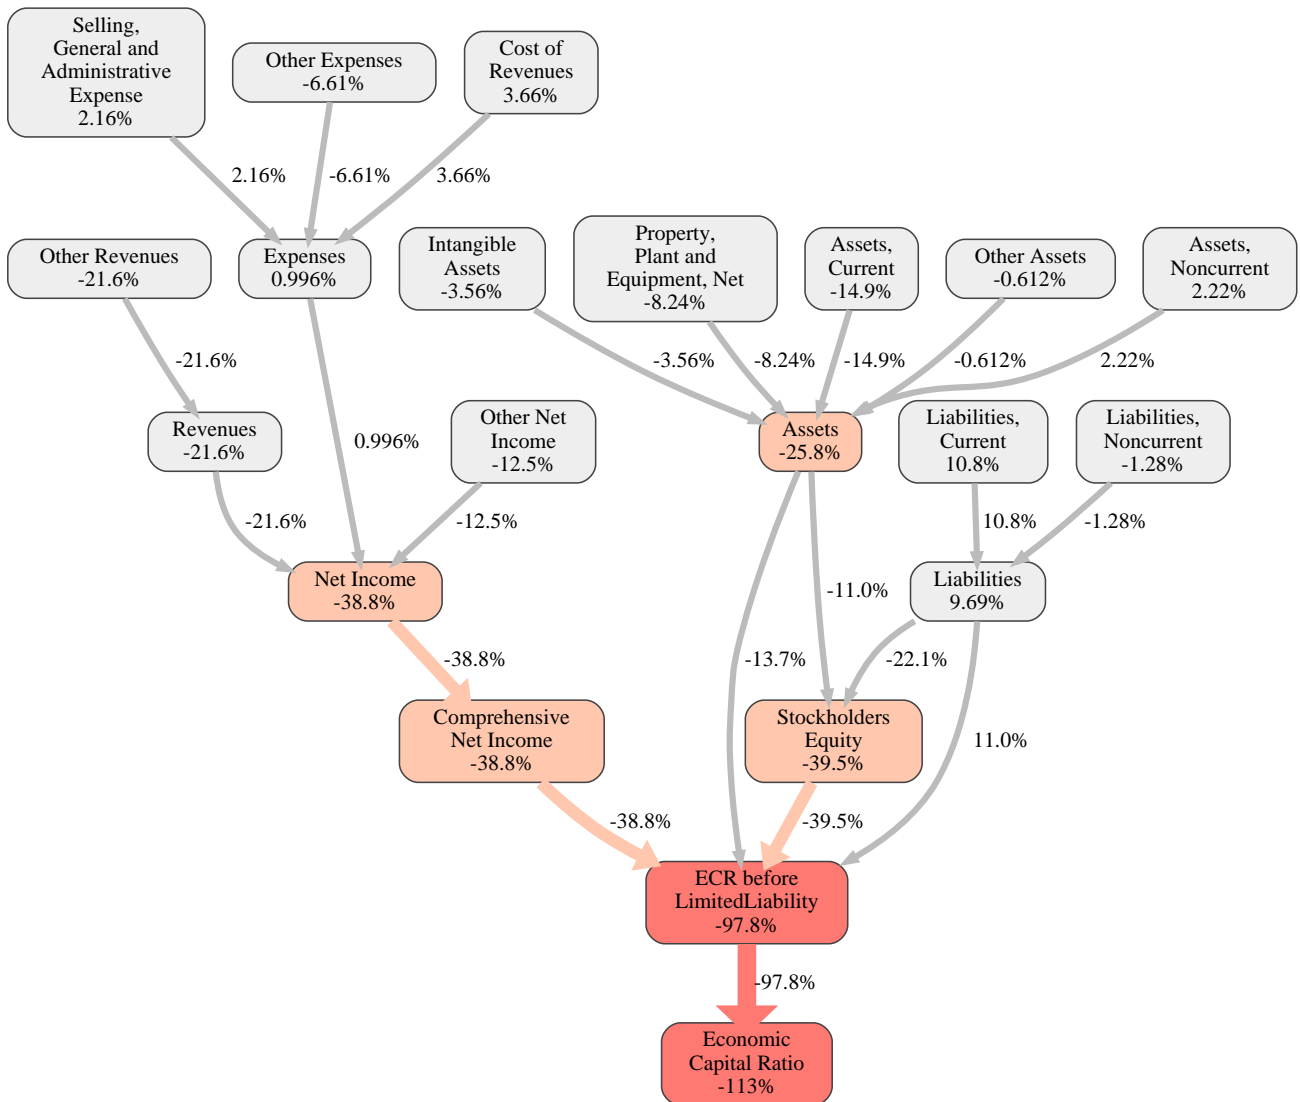 Selling,
General and
Administrative
Expense
2.16%
Other Expenses
-6.61%
Cost of
Revenues
3.66%
2.16%
-6.61%
3.66%
Other Revenues
-21.6%
Expenses
0.996%
Intangible
Assets
-3.56%
Property,
Plant and
Equipment, Net
-8.24%
Assets,
Current
-14.9%
Other Assets
-0.612%
Assets,
Noncurrent
2.22%
-21.6%
-3.56%
-8.24%
-14.9%
-0.612%
2.22%
Revenues
-21.6%
0.996%
Other Net
Income
-12.5%
Assets
-25.8%
Liabilities,
Current
10.8%
Liabilities,
Noncurrent
-1.28%
-21.6%
-12.5%
10.8%
-1.28%
Net Income
-38.8%
-11.0%
Liabilities
9.69%
-38.8%
-13.7%
-22.1%
Comprehensive
Net Income
-38.8%
Stockholders
Equity
-39.5%
11.0%
-38.8%
-39.5%
ECR before
LimitedLiability
-97.8%
-97.8%
Economic
Capital Ratio
-113%